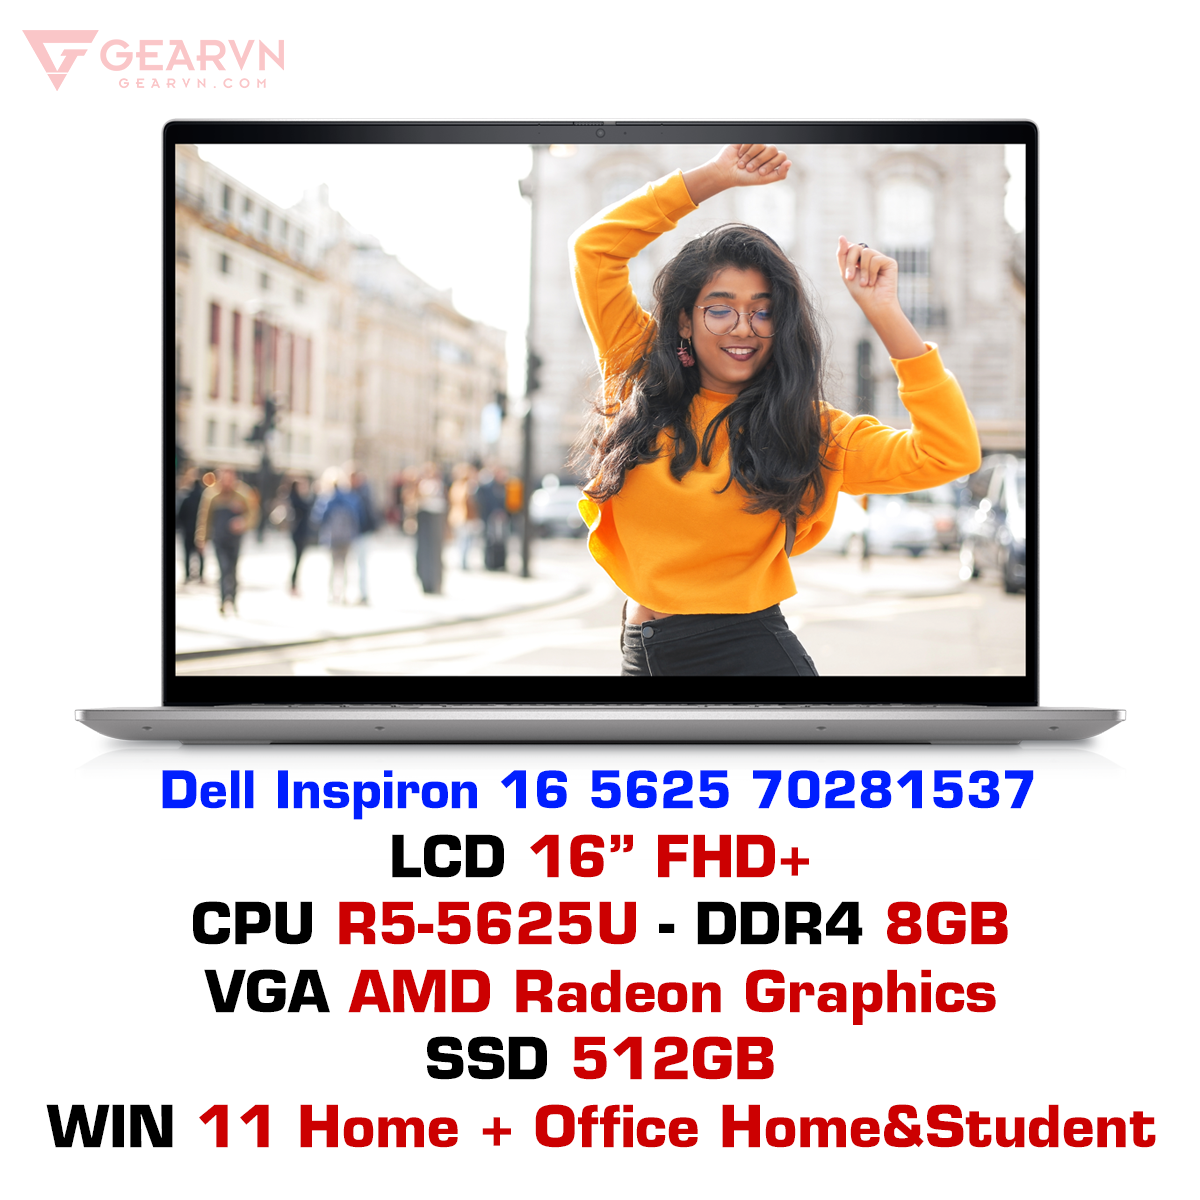 GEARVN
GEARVN.COM
Dell Inspiron 16 5625 70281537
LCD 16” FHD+
CPU R5-5625U - DDR4 8GB
VGA AMD Radeon Graphics
SSD 512GB
WIN 11 Home + Office Home&Student